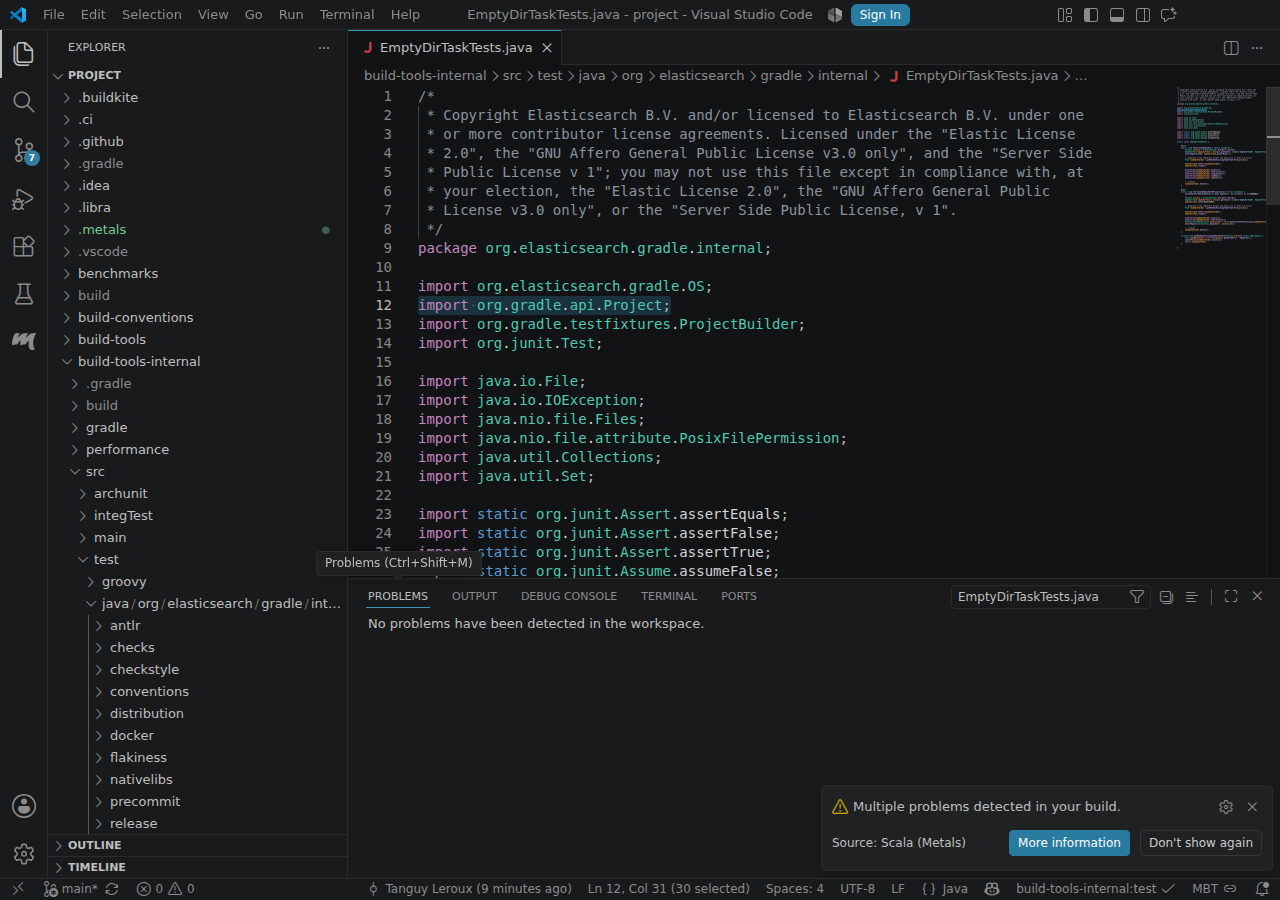 File Edit Selection View Go Run Terminal Help
EmptyDirTaskTests.java - project - Visual Studio Code
Sign In
EXPLORER
PROJECT
.buildkite
.ci
.github
.gradle
.idea
.libra
.metals
.vscode
benchmarks
build
build-conventions
build-tools
build-tools-internal
.gradle
build
gradle
performance
src
archunit
integTest
main
test
groovy
java/org/elasticsearch/gradle/int...
antlr
checks
checkstyle
conventions
distribution
docker
flakiness
nativelibs
precommit
release
OUTLINE
TIMELINE
7
EmptyDirTaskTests.java
build-tools-internal > src > test > java > org > elasticsearch > gradle > internal > EmptyDirTaskTests.java > ...
1 /*
2 * Copyright Elasticsearch B.V. and/or licensed to Elasticsearch B.V. under one
3 * or more contributor license agreements. Licensed under the "Elastic License
4 * 2.0", the "GNU Affero General Public License v3.0 only", and the "Server Side
5 * Public License v 1"; you may not use this file except in compliance with, at
6 * your election, the "Elastic License 2.0", the "GNU Affero General Public
7 * License v3.0 only", or the "Server Side Public License, v 1".
8 */
9 package org.elasticsearch.gradle.internal;
10
11 import org.elasticsearch.gradle.OS;
12 import org.gradle.api.Project;
13 import org.gradle.testfixtures.ProjectBuilder;
14 import org.junit.Test;
15
16 import java.io.File;
17 import java.io.IOException;
18 import java.nio.file.Files;
19 import java.nio.file.attribute.PosixFilePermission;
20 import java.util.Collections;
21 import java.util.Set;
22
23 import static org.junit.Assert.assertEquals;
24 import static org.junit.Assert.assertFalse;
static org.junit.Assert.assertTrue;
static org.junit.Assume.assumeFalse;
Problems (Ctrl+Shift+M)
PROBLEMS OUTPUT DEBUG CONSOLE TERMINAL PORTS
EmptyDirTaskTests.java
No problems have been detected in the workspace.
Multiple problems detected in your build.
Source: Scala (Metals)
More information
Don't show again
main* 0 0 Tanguy Leroux (9 minutes ago) Ln 12, Col 31 (30 selected) Spaces: 4 UTF-8 LF { } Java build-tools-internal:test MBT